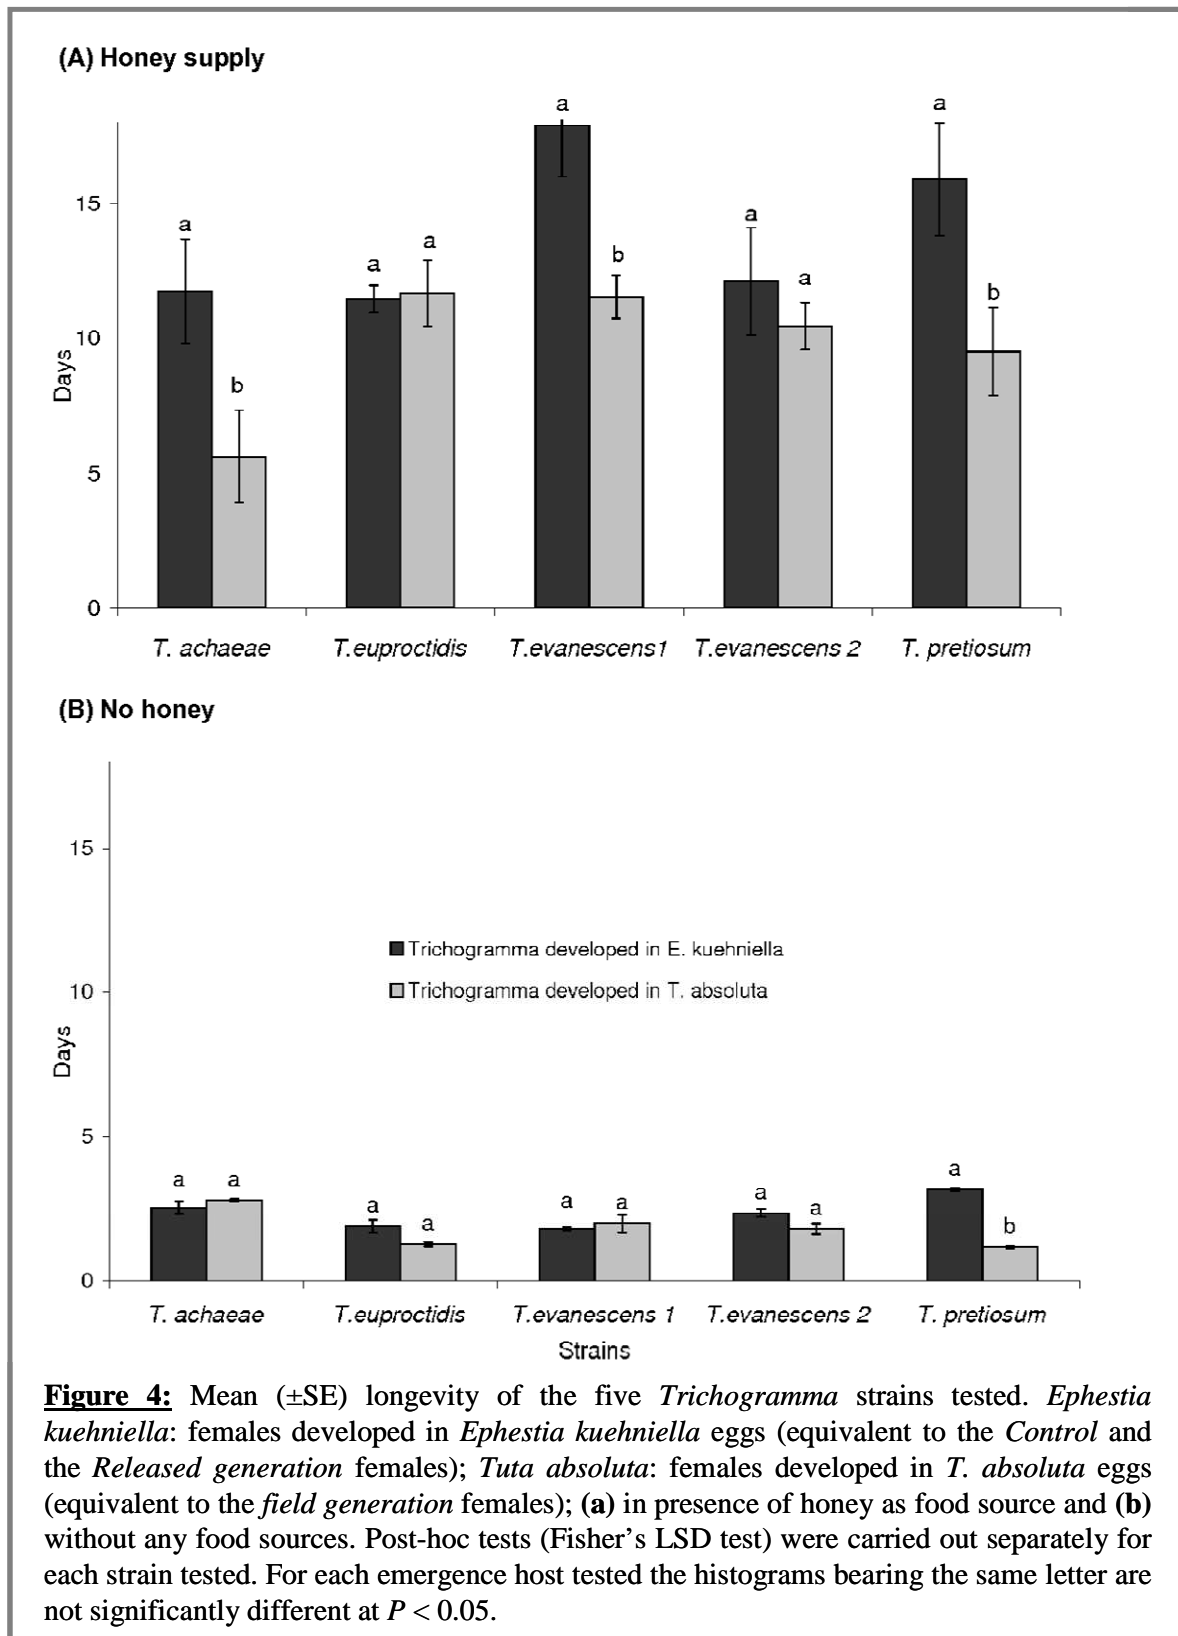 (A) Honey supply
a
a
a
a
a
a
b
a
a
b
b
15
10
5
0
Days
T. achaeae
T.euproctidis
T.evanescens1
T.evanescens 2
T. pretiosum
(B) No honey
15
10
5
0
Days
Trichogramma developed in E. kuehniella
Trichogramma developed in T. absoluta
a
a
a
a
a
a
a
a
a
b
T. achaeae
T.euproctidis
T.evanescens 1
T.evanescens 2
T. pretiosum
Strains
Figure 4: Mean (±SE) longevity of the five Trichogramma strains tested. Ephestia
kuehniella: females developed in Ephestia kuehniella eggs (equivalent to the Control and
the Released generation females); Tuta absoluta: females developed in T. absoluta eggs
(equivalent to the field generation females); (a) in presence of honey as food source and (b)
without any food sources. Post-hoc tests (Fisher’s LSD test) were carried out separately for
each strain tested. For each emergence host tested the histograms bearing the same letter are
not significantly different at P < 0.05.